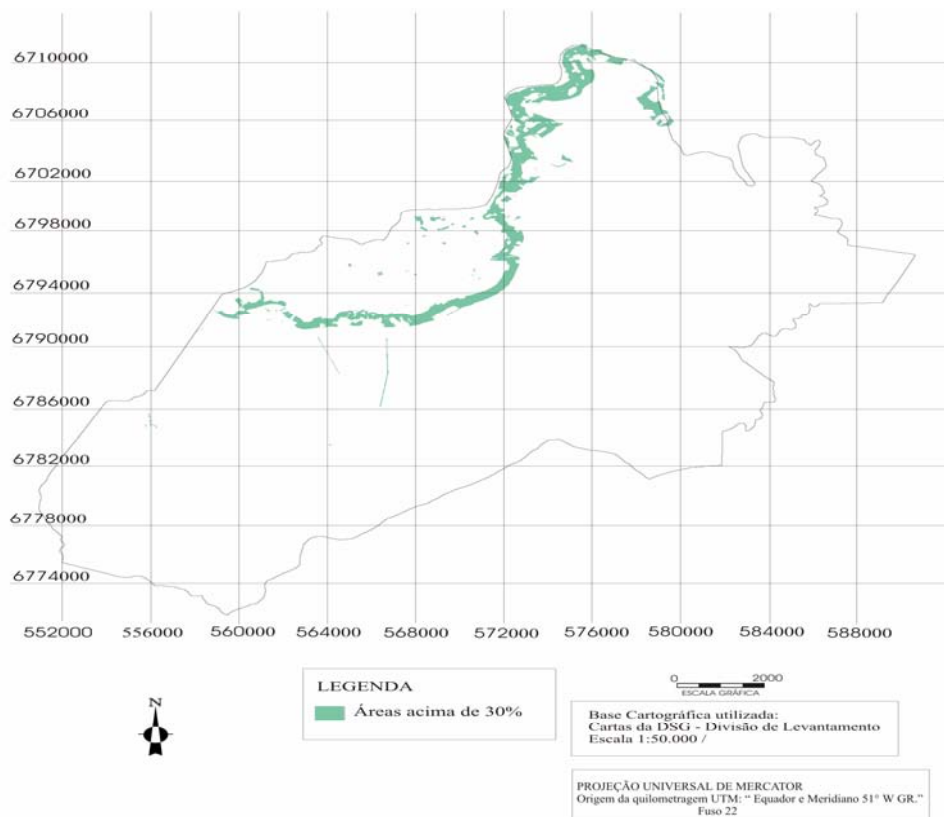 6710000
6706000
6702000
6798000
6794000
6790000
6786000
6782000
6778000
6774000
552000 556000 560000 564000 568000 572000 576000 580000 584000 588000
LEGENDA
Áreas acima de 30%
N
0 2000
ESCALA GRÁFICA
Base Cartográfica utilizada:
Cartas da DSG - Divisão de Levantamento
Escala 1:50.000 /
PROJEÇÃO UNIVERSAL DE MERCATOR
Origem da quilometragem UTM: “ Equador e Meridiano 51° W GR.”
Fuso 22